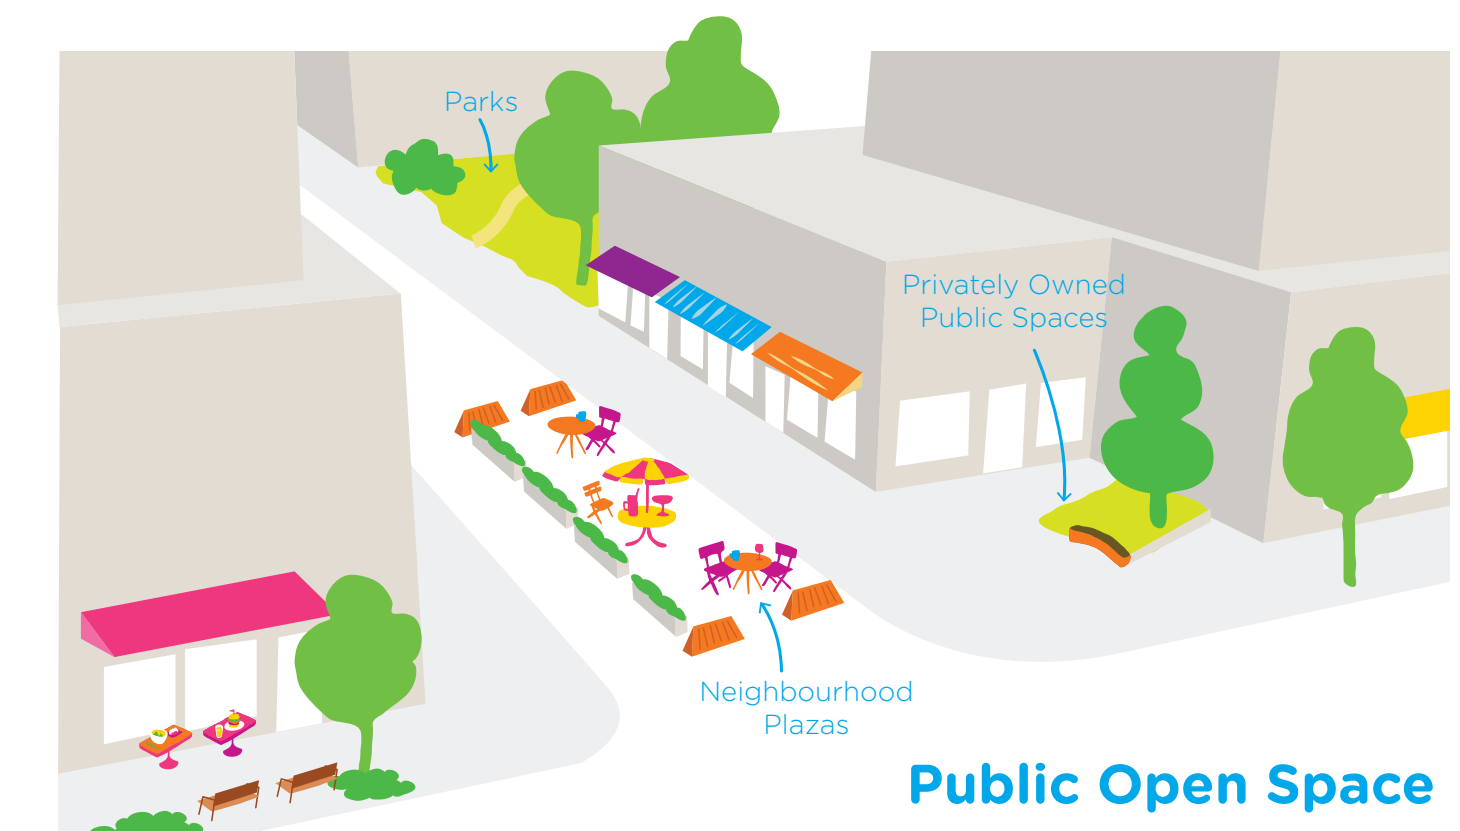 Parks
Privately Owned
Public Spaces
Neighbourhood
Plazas
Public Open Space